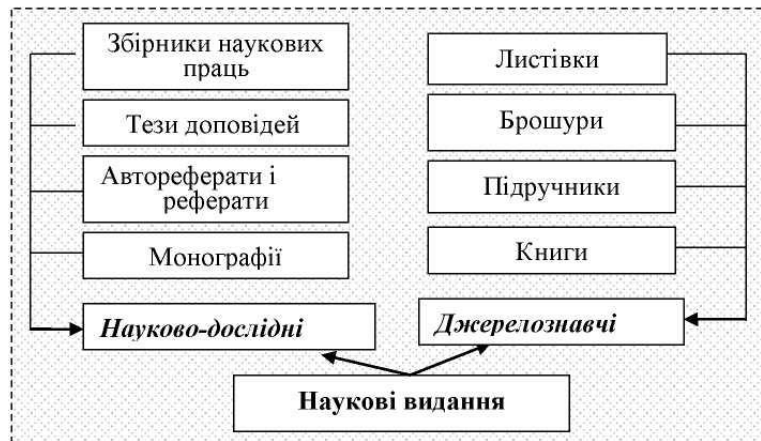 Збірники наукових
праць
Тези доповідей
Автореферати і
реферати
Монографії
Науково-дослідні
Листівки
Брошури
Підручники
Книги
Джерелознавчі
Наукові видання